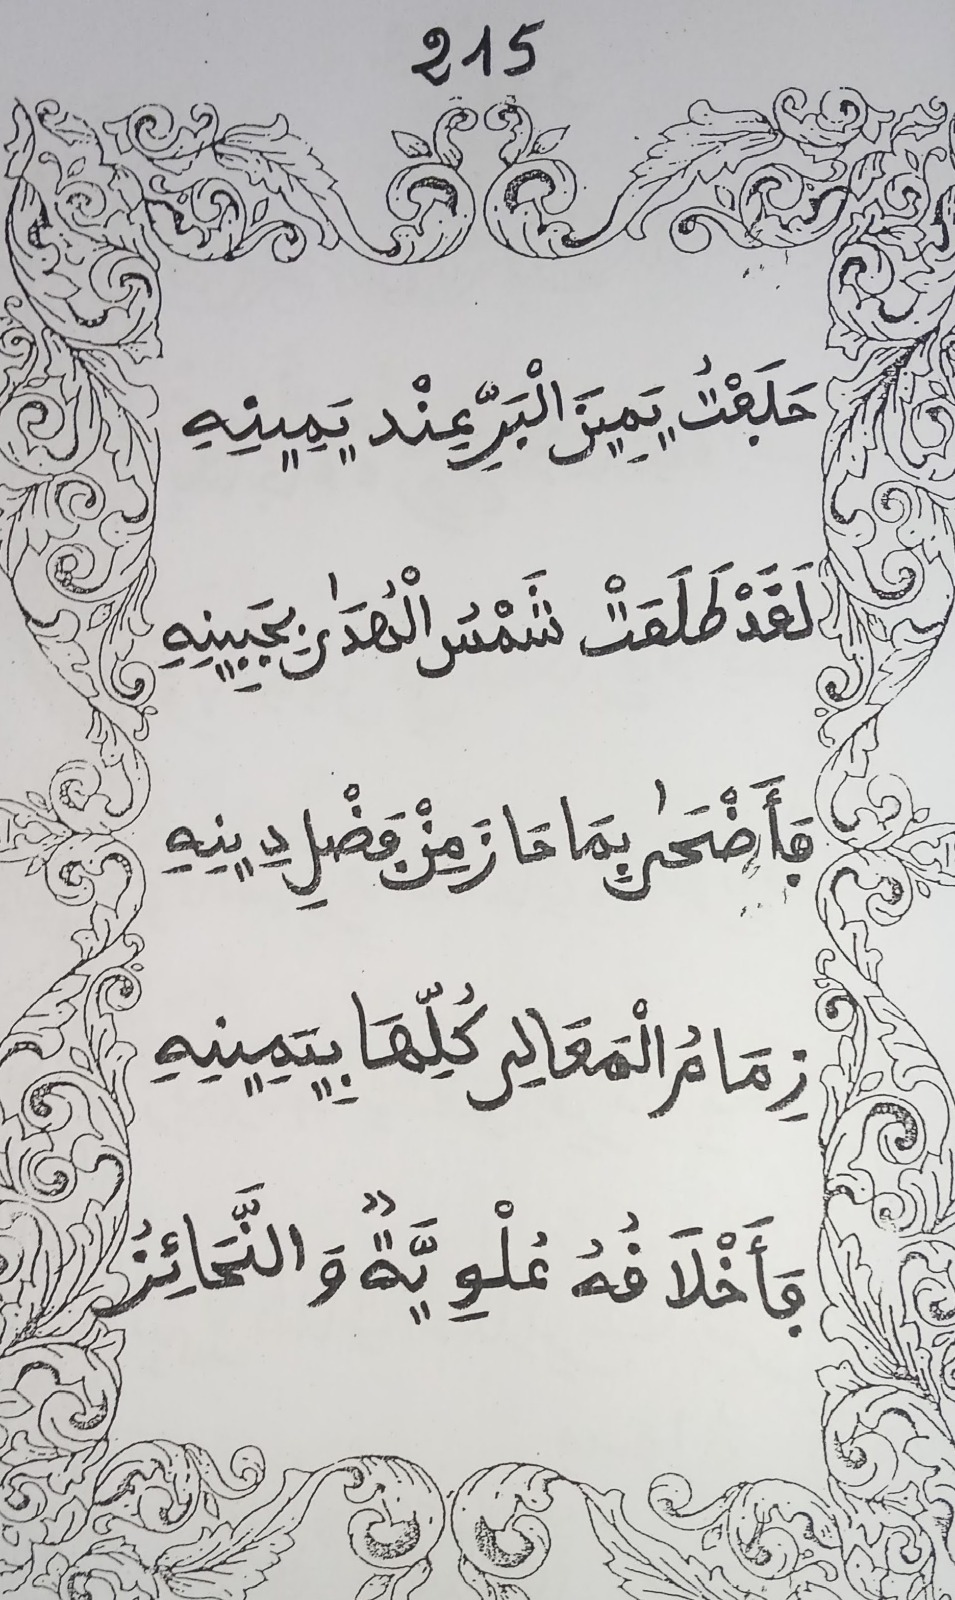 215
حَلَفْتُ يَمِينَ الْبَرِّ عِنْدَ يَمِينِهِ
لَقَدْ طَلَعَتْ شَمْسُ الْهُدَىٰ بِجَبِينِهِ
فَأَضْحَىٰ بِمَا حَازَ مِنْ فَضْلِ دِينِهِ
زِمَامُ الْمَعَالِي كُلِّهَا بِيَمِينِهِ
فَأَخْلَاقُهُ عُلْوِيَّةٌ وَالنَّحَائِزُ